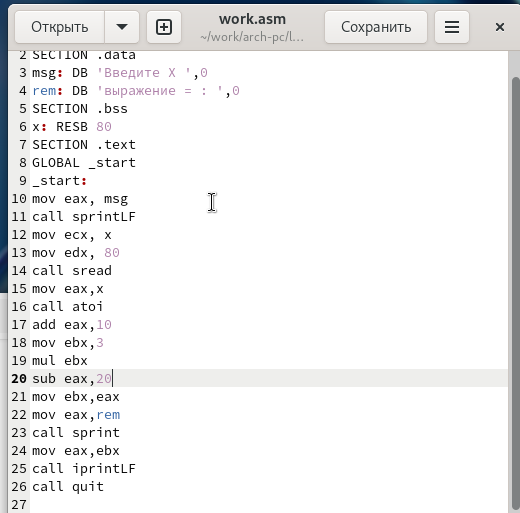 Открыть
work.asm
~/work/arch-pc/l...
Сохранить
2 SECTION .data
3 msg: DB 'Введите X ',0
4 rem: DB 'выражение = : ',0
5 SECTION .bss
6 x: RESB 80
7 SECTION .text
8 GLOBAL _start
9 _start:
10 mov eax, msg
11 call sprintLF
12 mov ecx, x
13 mov edx, 80
14 call sread
15 mov eax,x
16 call atoi
17 add eax,10
18 mov ebx,3
19 mul ebx
20 sub eax,20
21 mov ebx,eax
22 mov eax,rem
23 call sprint
24 mov eax,ebx
25 call iprintLF
26 call quit
27